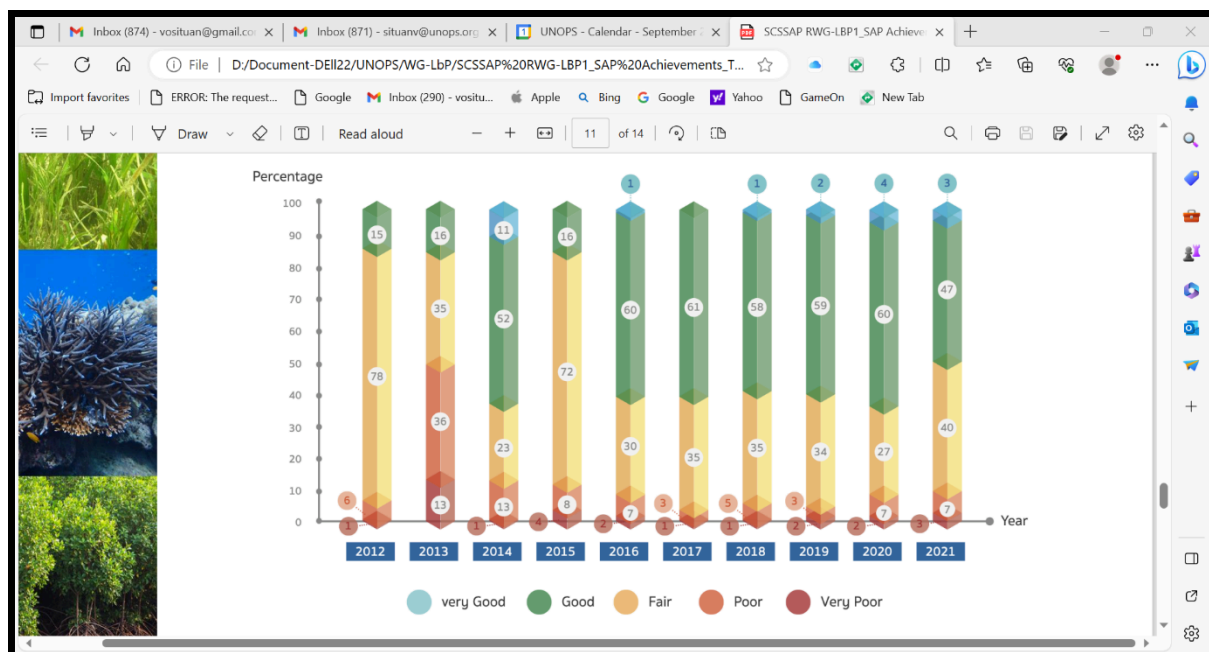 Inbox (874) - vosituan@gmail.co
Inbox (871) - situanv@unops.org
UNOPS - Calendar - September 2
SCSSAP RWG-LBP1_SAP Achieve
File
D:/Document-DEll22/UNOPS/WG-LbP/SCSSAP%20RWG-LBP1_SAP%20Achievements_T...
Import favorites
ERROR: The request...
Google
Inbox (290) - vositu...
Apple
Bing
Google
Yahoo
GameOn
New Tab
Draw
Read aloud
11 of 14
Percentage
1 1 2 4 3
100
90
80
70
60
50
40
30
20
10
0
15 78 6 1
16 35 36 13
11 52 23 13 1
16 72 8 4
60 30 7 2
61 35 3 1
58 35 5 1
59 34 3 2
60 27 7 2
47 40 7 3
Year
2012 2013 2014 2015 2016 2017 2018 2019 2020 2021
very Good Good Fair Poor Very Poor